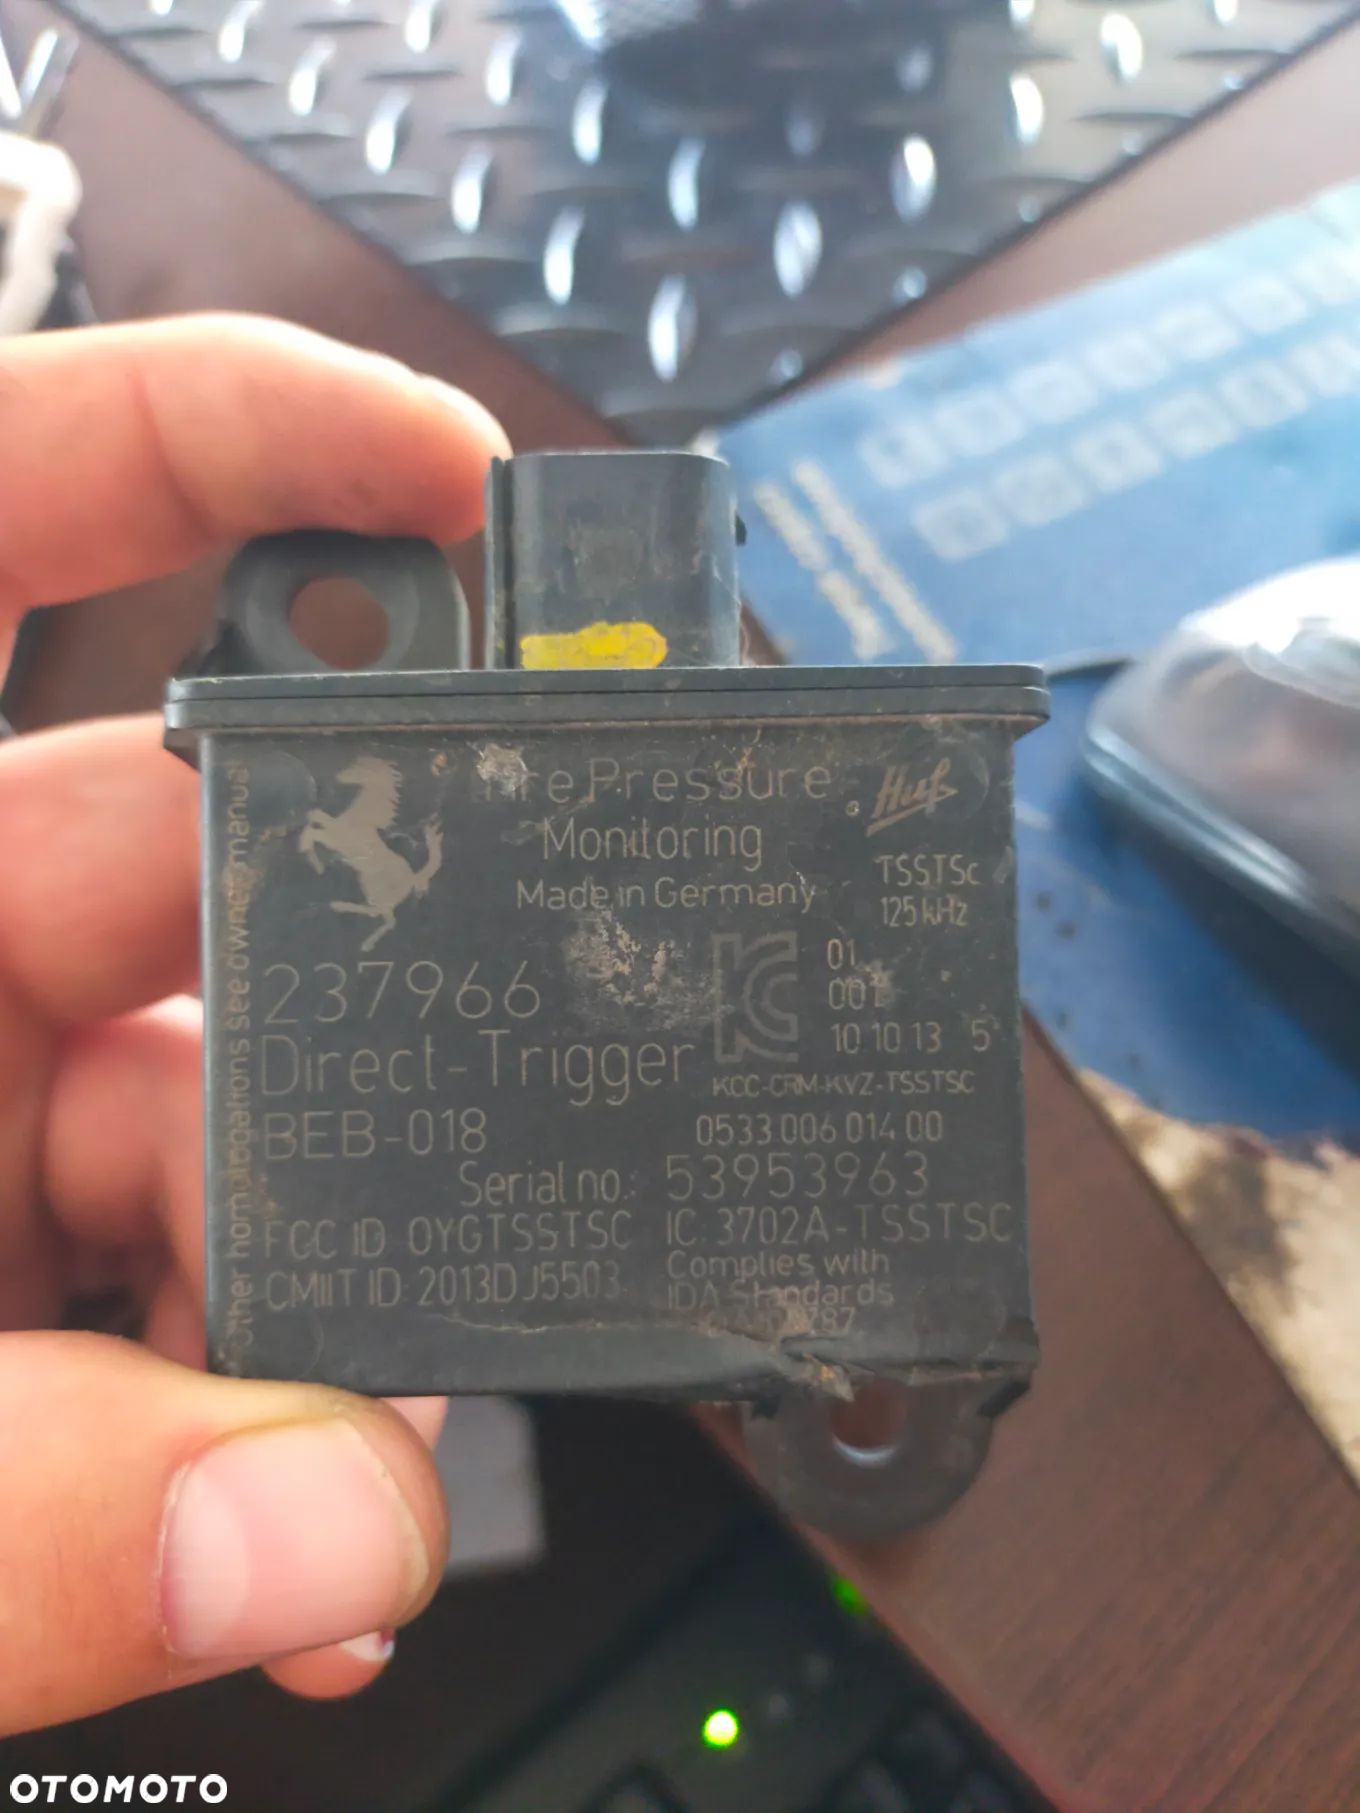 Tire Pressure
Monitoring
Made in Germany
Huf
TSSTSc
125 kHz
237966
Direct-Trigger
BEB-018
01
10.10.13 5
KCC-CRM-KVZ-TSSTSC
0533 006 014 00
Serial no.: 53953963
FCC ID OYGTSSTSC IC: 3702A-TSSTSC
CMIIT ID: 2013DJ5503
Complies with
IDA Standards
Other homologations see owners manual
OTOMOTO